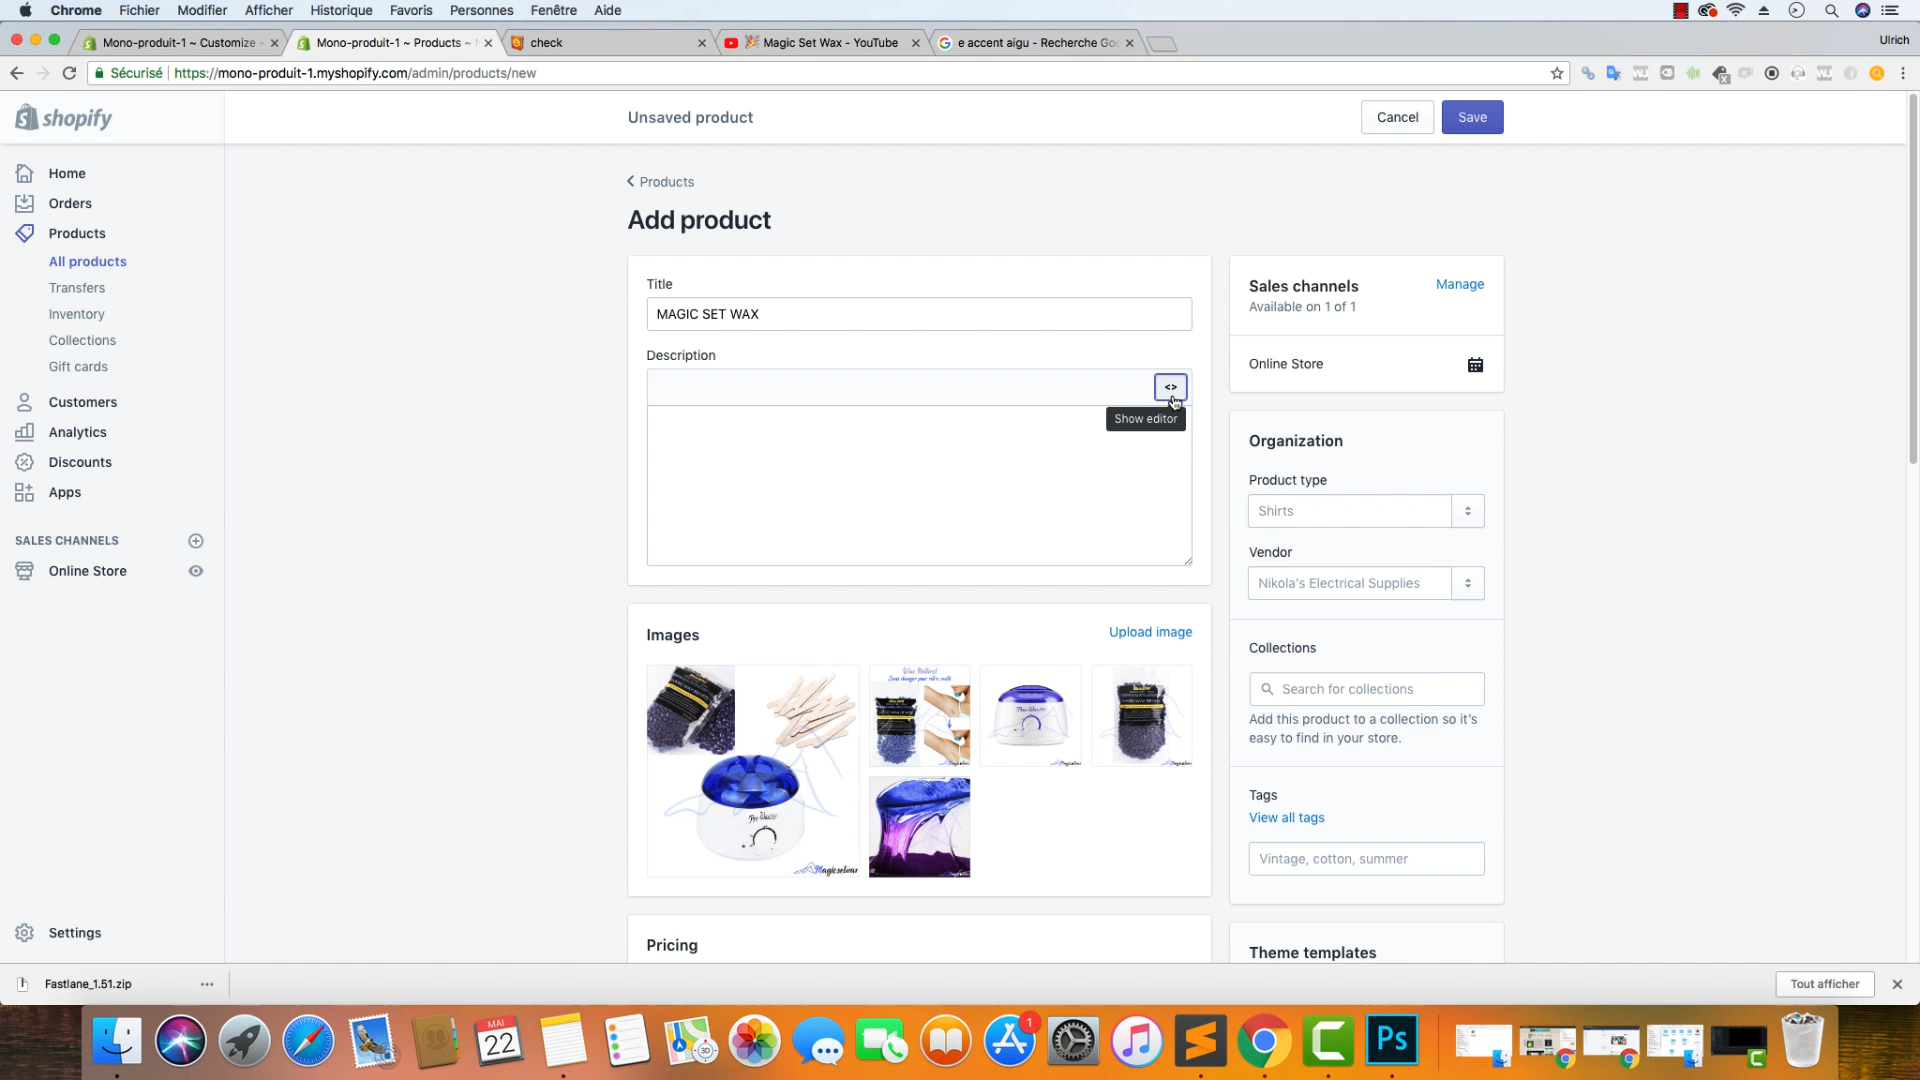 Chrome Fichier Modifier Afficher Historique Favoris Personnes Fenêtre Aide
Mono-produit-1 ~ Customize
Mono-produit-1 ~ Products ~
check
Magic Set Wax - YouTube
e accent aigu - Recherche Go
Ulrich
Sécurisé https://mono-produit-1.myshopify.com/admin/products/new
shopify
Unsaved product
Cancel
Save
Home
Orders
Products
All products
Transfers
Inventory
Collections
Gift cards
Customers
Analytics
Discounts
Apps
SALES CHANNELS
Online Store
Settings
Products
Add product
Title
MAGIC SET WAX
Description
<>
Show editor
Images
Upload image
Pro-Wax100
Magicsetwax
Pricing
Sales channels
Manage
Available on 1 of 1
Online Store
Organization
Product type
Shirts
Vendor
Nikola's Electrical Supplies
Collections
Search for collections
Add this product to a collection so it's
easy to find in your store.
Tags
View all tags
Vintage, cotton, summer
Theme templates
Fastlane_1.51.zip
Tout afficher
MAI
22
3D
1
Ps